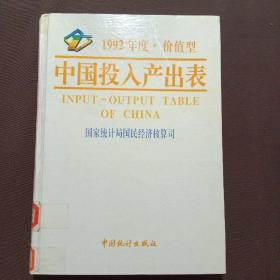 1992年度·价值型
中国投入产出表
INPUT-OUTPUT TABLE
OF CHINA
国家统计局国民经济核算司
中国统计出版社